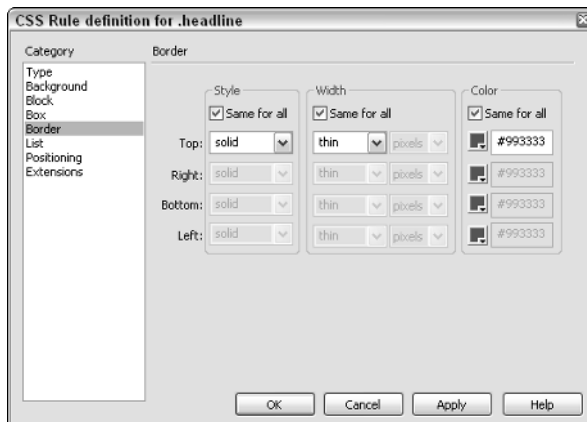 CSS Rule definition for .headline
Category
Border
Type
Background
Block
Box
Border
List
Positioning
Extensions
Style
Width
Color
Same for all
Same for all
Same for all
Top: solid thin pixels #993333
Right: solid thin pixels #993333
Bottom: solid thin pixels #993333
Left: solid thin pixels #993333
OK
Cancel
Apply
Help